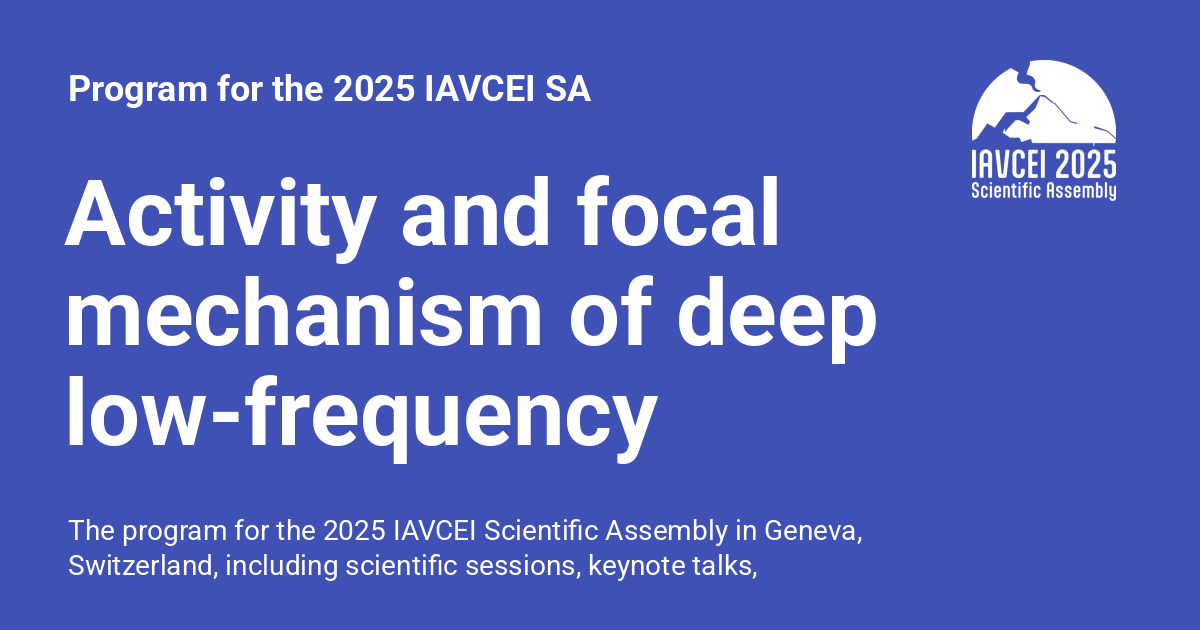 Program for the 2025 IAVCEI SA
IAVCEI 2025
Scientific Assembly
Activity and focal
mechanism of deep
low-frequency
The program for the 2025 IAVCEI Scientific Assembly in Geneva,
Switzerland, including scientific sessions, keynote talks,